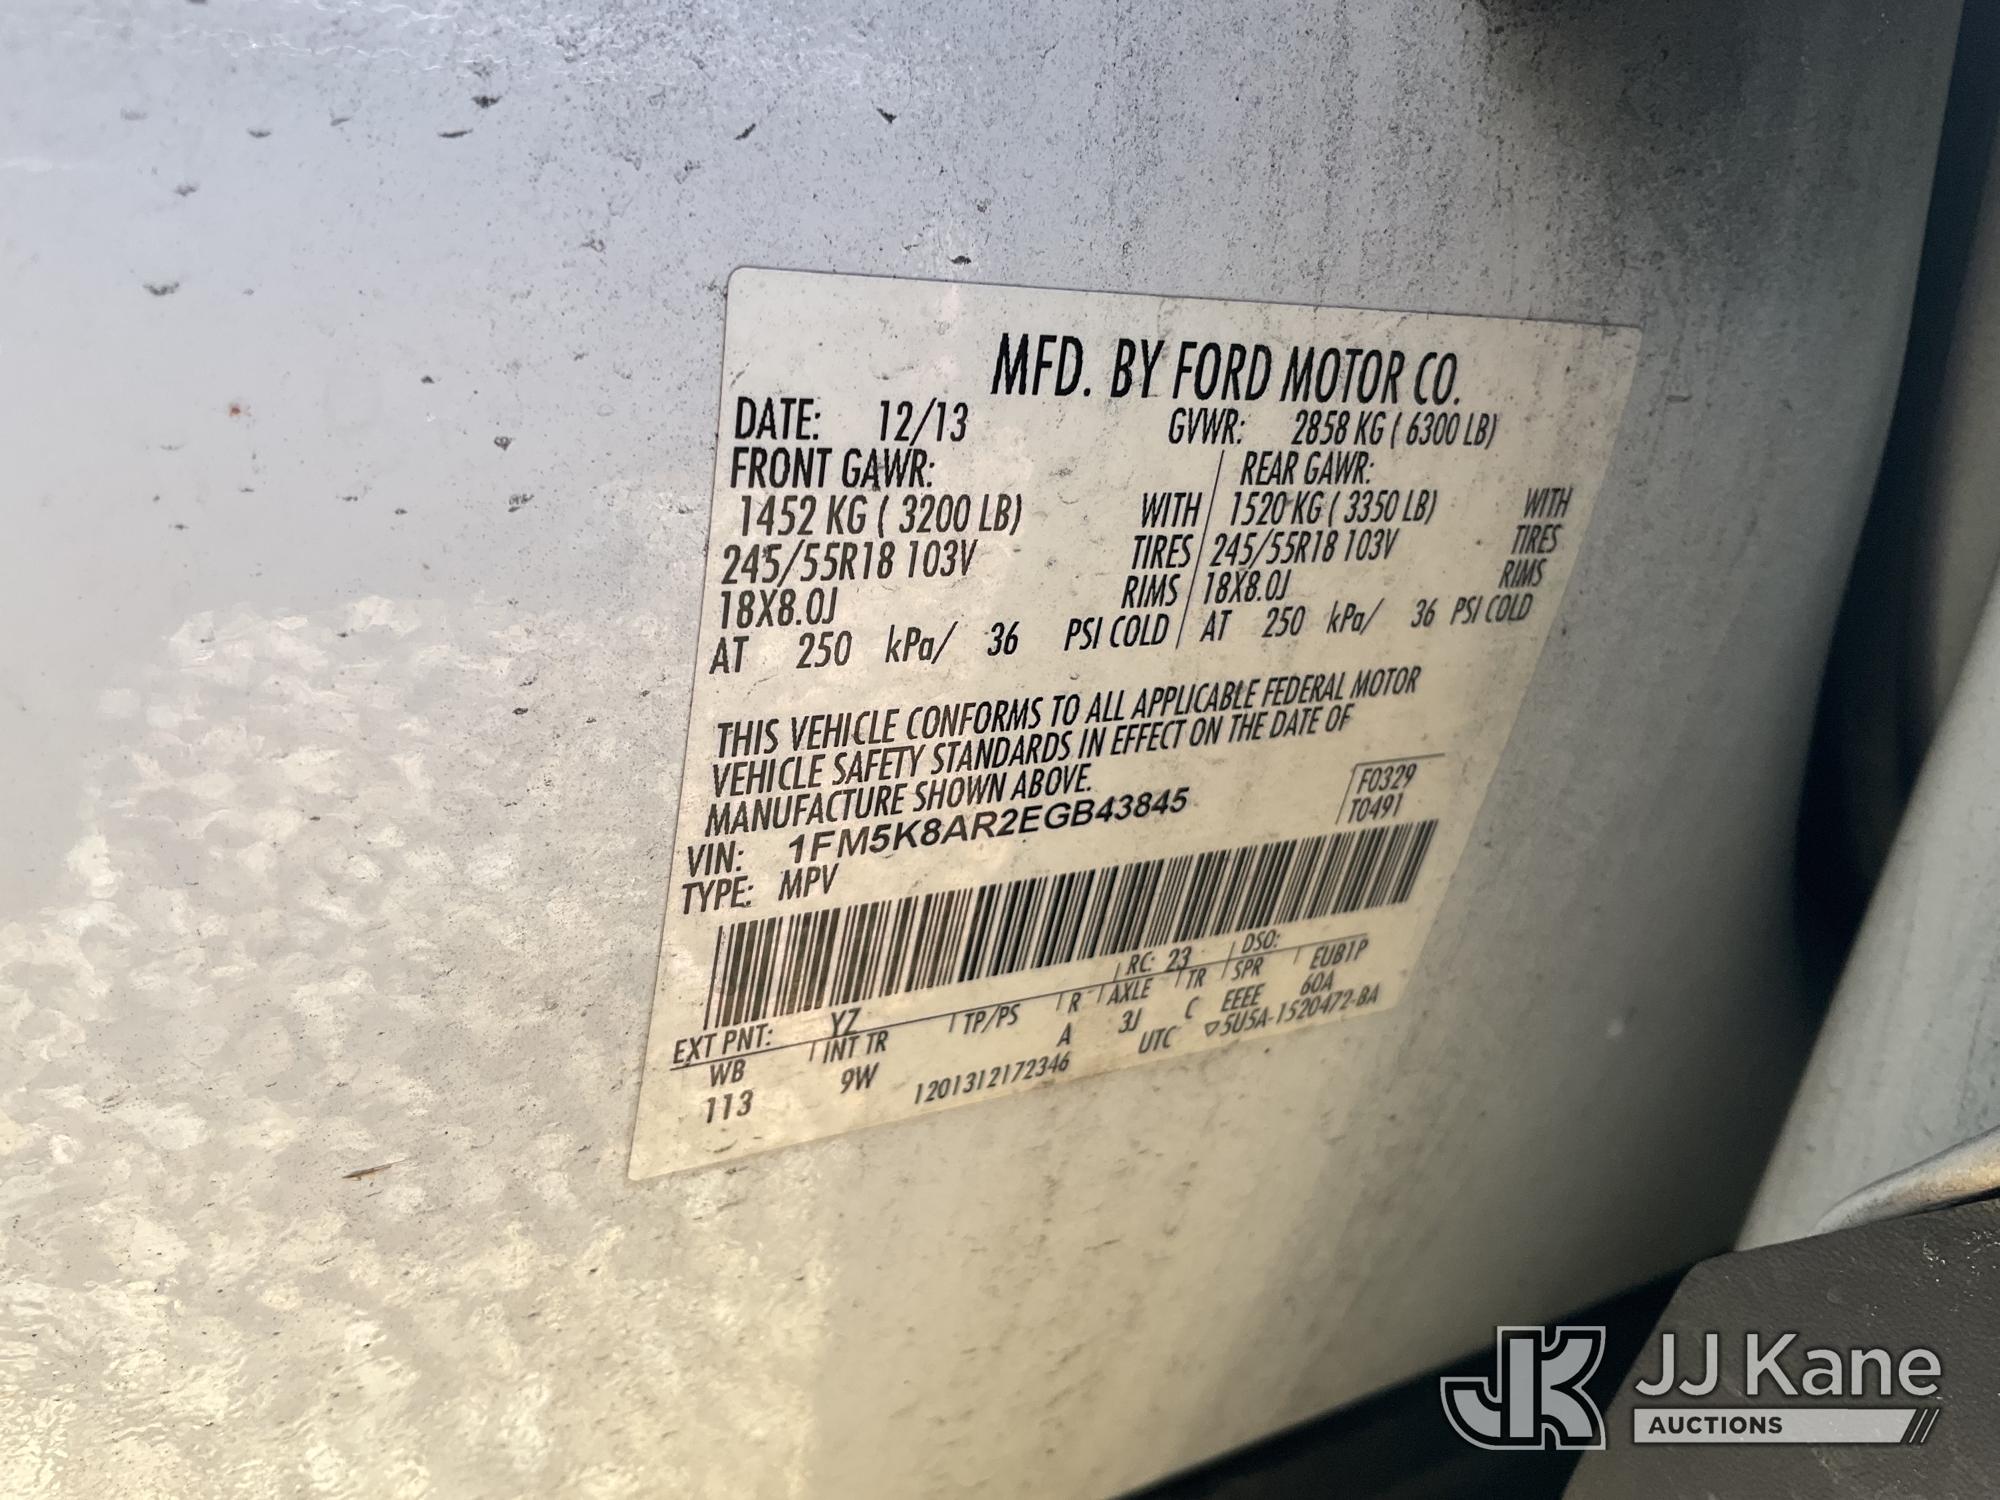 MFD. BY FORD MOTOR CO.
DATE: 12/13 GVWR: 2858 KG ( 6300 LB)
FRONT GAWR: REAR GAWR:
1452 KG ( 3200 LB) WITH 1520 KG ( 3350 LB) WITH
245/55R18 103V TIRES 245/55R18 103V TIRES
18X8.0J RIMS 18X8.0J RIMS
AT 250 kPa/ 36 PSI COLD AT 250 kPa/ 36 PSI COLD
THIS VEHICLE CONFORMS TO ALL APPLICABLE FEDERAL MOTOR
VEHICLE SAFETY STANDARDS IN EFFECT ON THE DATE OF
MANUFACTURE SHOWN ABOVE.
VIN: 1FM5K8AR2EGB43845 F0329
TYPE: MPV T0491
EXT PNT: YZ RC: 23 DSO:
WB INT TR TP/PS R AXLE TR SPR EUB1P
113 9W A 3J C EEEE 60A
1201312172346 UTC ▽5U5A-1520472-BA
JK JJ Kane
AUCTIONS